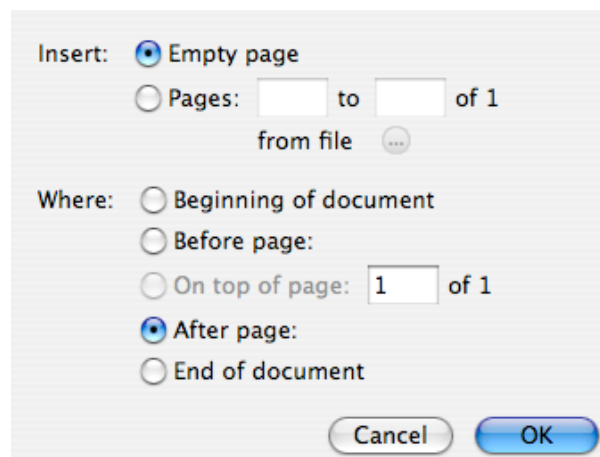 Insert: Empty page
Pages: to of 1
from file ...
Where: Beginning of document
Before page:
On top of page: 1 of 1
After page:
End of document
Cancel OK